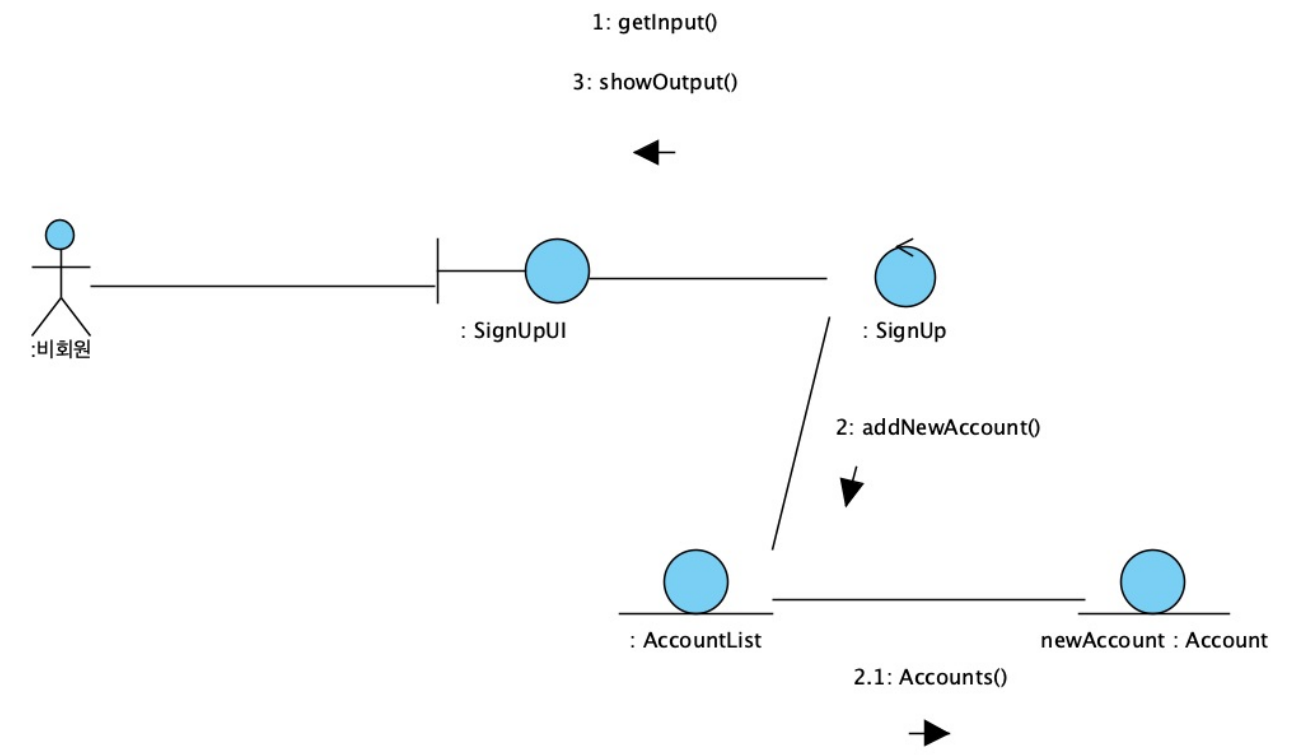 1: getInput()
3: showOutput()
: SignUpUI
: SignUp
:비회원
2: addNewAccount()
: AccountList
newAccount : Account
2.1: Accounts()